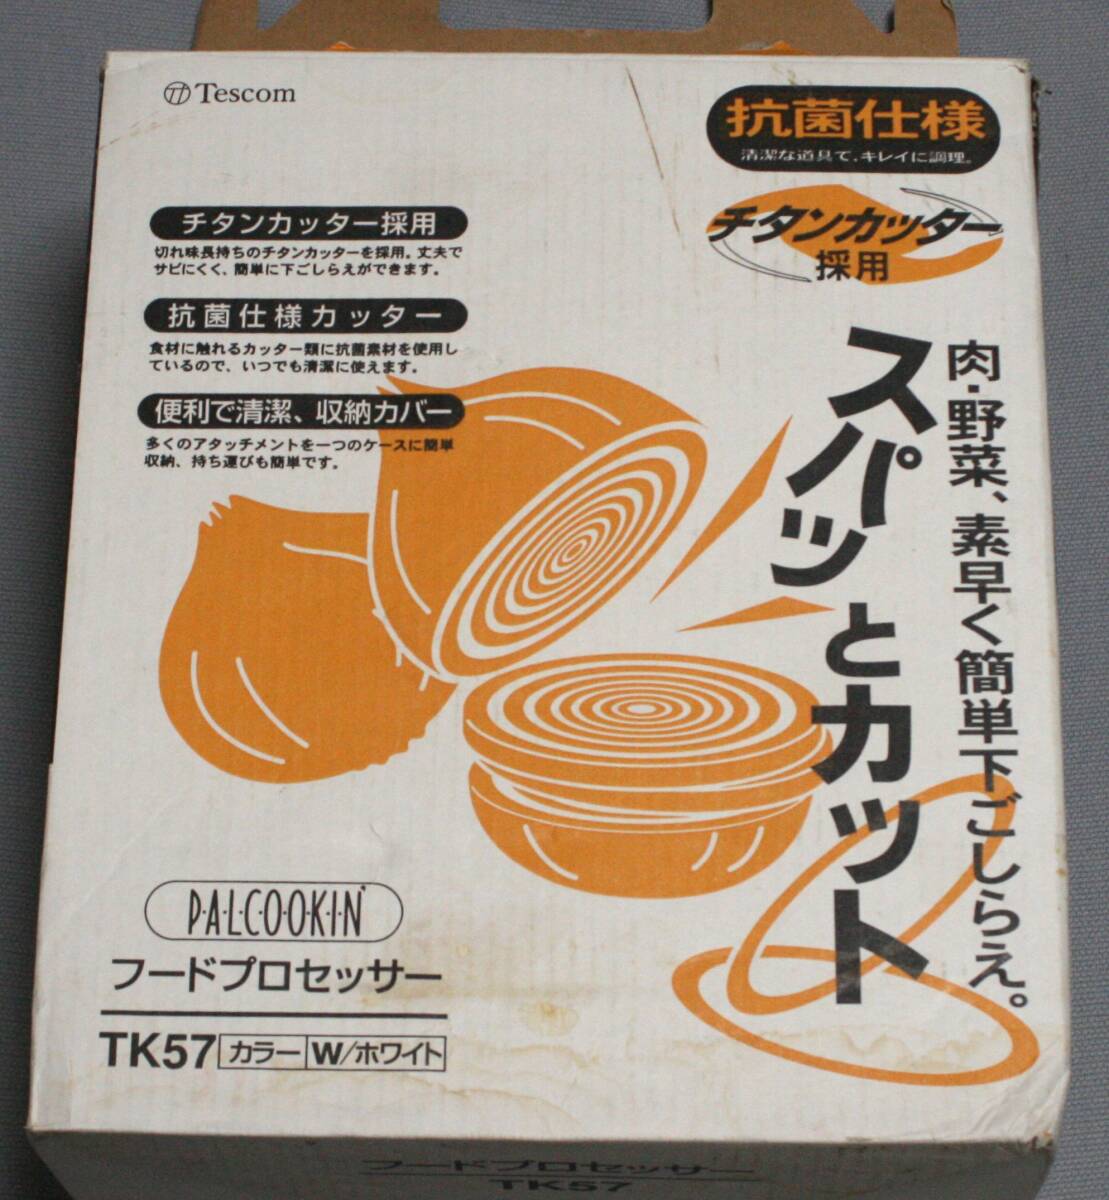 Tescom
抗菌仕様
清潔な道具で、キレイに調理。
チタンカッター
採用
チタンカッター採用
切れ味長持ちのチタンカッターを採用。丈夫で
サビにくく、簡単に下ごしらえができます。
抗菌仕様カッター
食材に触れるカッター類に抗菌素材を使用し
ているので、いつでも清潔に使えます。
便利で清潔、収納カバー
多くのアタッチメントを一つのケースに簡単
収納、持ち運びも簡単です。
肉・野菜、素早く簡単下ごしらえ。
スパッとカット
P·A·L·C·O·O·K·I·N
フードプロセッサー
TK57 カラー W/ホワイト
フードプロセッサー
TK57